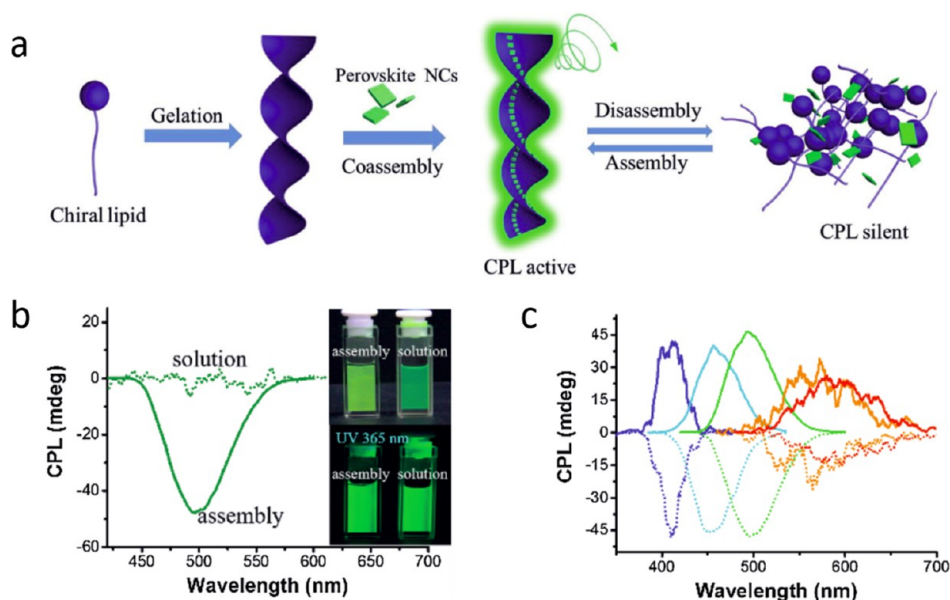 a
Chiral lipid
Gelation
Perovskite NCs
Coassembly
CPL active
Disassembly
Assembly
CPL silent
b
CPL (mdeg)
20
0
-20
-40
-60
solution
assembly
450 500 550 600 650 700
Wavelength (nm)
assembly solution
UV 365 nm
assembly solution
c
CPL (mdeg)
45
30
15
0
-15
-30
-45
400 500 600 700
Wavelength (nm)